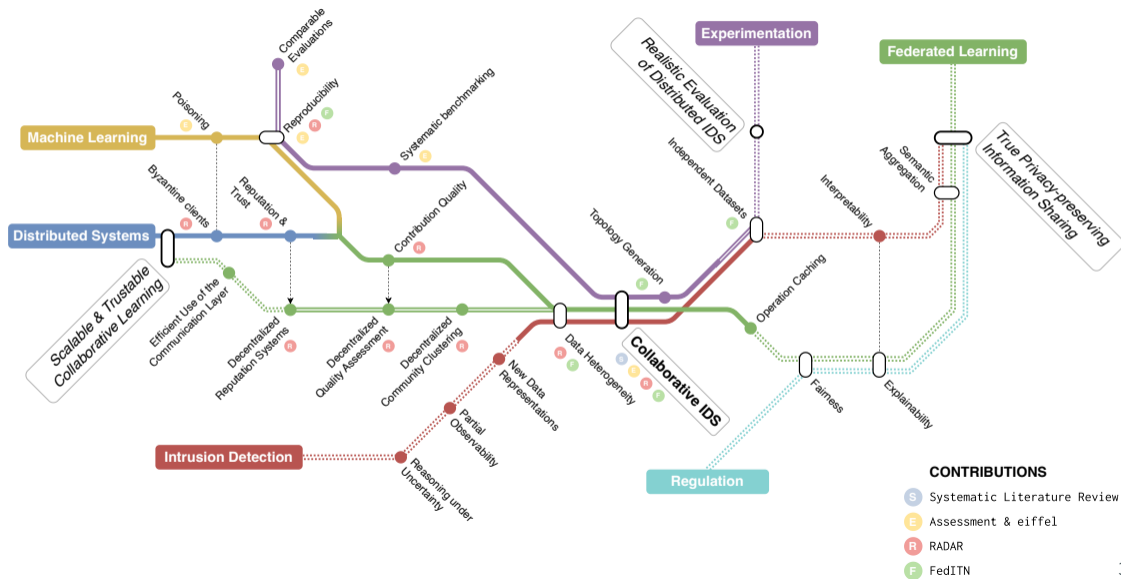 Experimentation
Federated Learning
Machine Learning
Distributed Systems
Intrusion Detection
Regulation
Comparable
Evaluations
E
Reproducibility
E
R
F
Poisoning
E
Systematic benchmarking
E
Byzantine clients
R
Reputation &
Trust
R
Contribution Quality
R
Realistic Evaluation
of Distributed IDS
Independent Datasets
F
Topology Generation
F
Interpretability
Semantic
Aggregation
True Privacy-preserving
Information Sharing
Scalable & Trustable
Collaborative Learning
Efficient Use of the
Communication Layer
Decentralized
Reputation Systems
R
Decentralized
Quality Assessment
R
Decentralized
Community Clustering
R
New Data
Representations
Partial
Observability
Reasoning under
Uncertainty
Data Heterogeneity
R
F
Collaborative IDS
S
E
R
F
Operation Caching
Fairness
Explainability
CONTRIBUTIONS
S Systematic Literature Review
E Assessment & eiffel
R RADAR
F FedITN